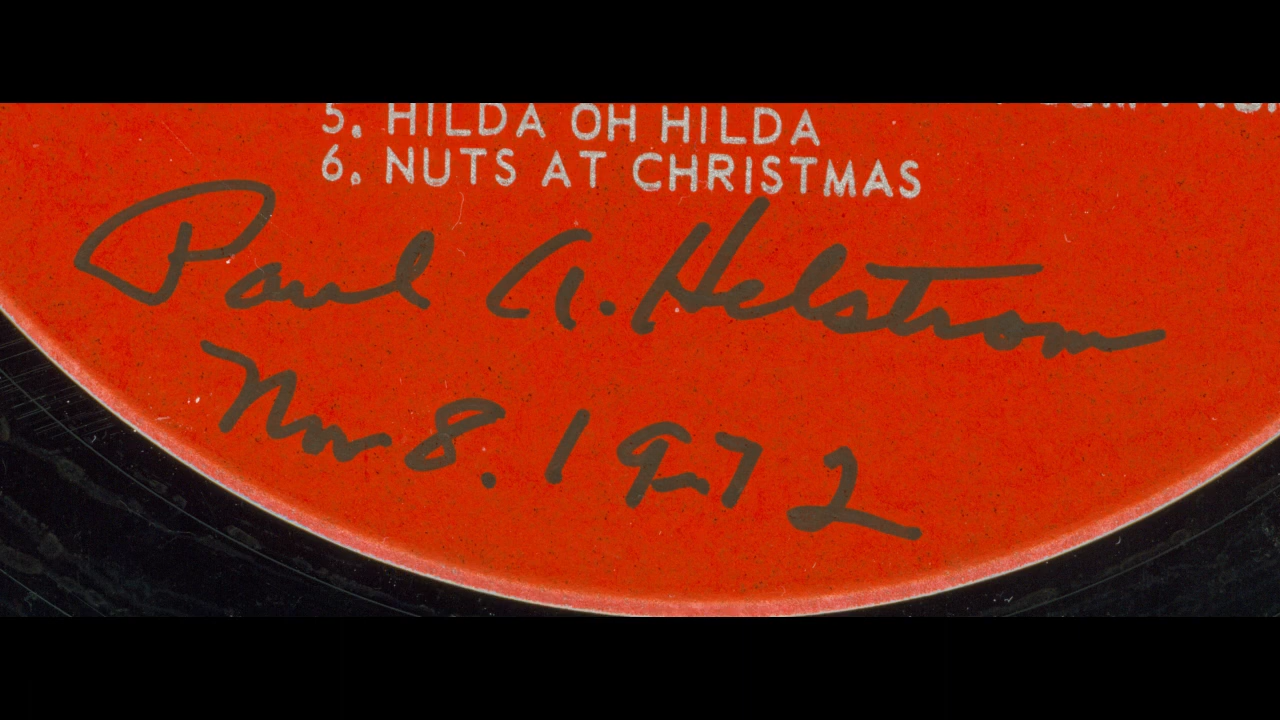 5. HILDA OH HILDA
6. NUTS AT CHRISTMAS
Paul A. Helstrom
Nov 8. 1972